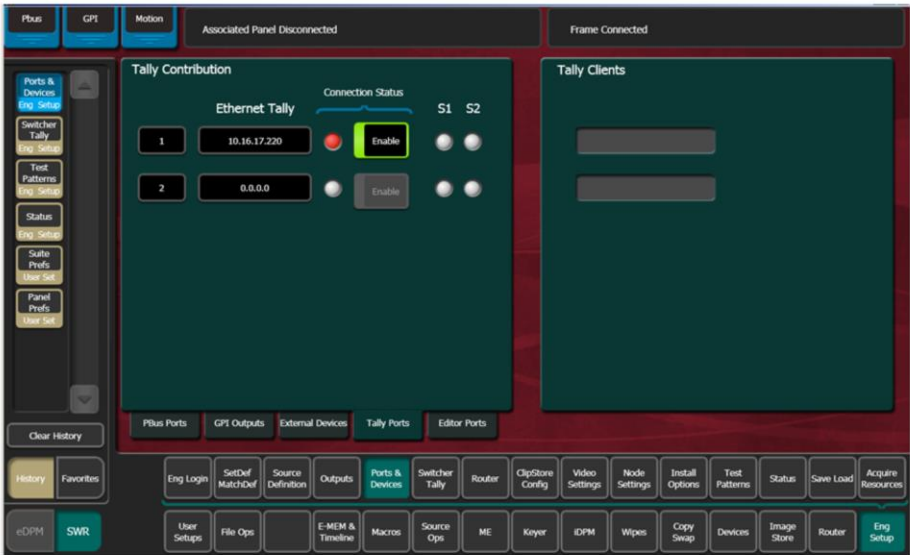 Pbus
GPI
Motion
Associated Panel Disconnected
Frame Connected
Ports &
Devices
Eng Setup
Switcher
Tally
Eng Setup
Test
Patterns
Eng Setup
Status
Eng Setup
Suite
Prefs
User Set
Panel
Prefs
User Set
Clear History
History
Favorites
eDPM
SWR
Tally Contribution
Connection Status
Ethernet Tally
S1 S2
1
10.16.17.220
Enable
2
0.0.0.0
Enable
Tally Clients
PBus Ports
GPI Outputs
External Devices
Tally Ports
Editor Ports
Eng Login
SetDef
MatchDef
Source
Definition
Outputs
Ports &
Devices
Switcher
Tally
Router
ClipStore
Config
Video
Settings
Node
Settings
Install
Options
Test
Patterns
Status
Save Load
Acquire
Resources
User
Setups
File Ops
E-MEM &
Timeline
Macros
Source
Ops
ME
Keyer
iDPM
Wipes
Copy
Swap
Devices
Image
Store
Router
Eng
Setup